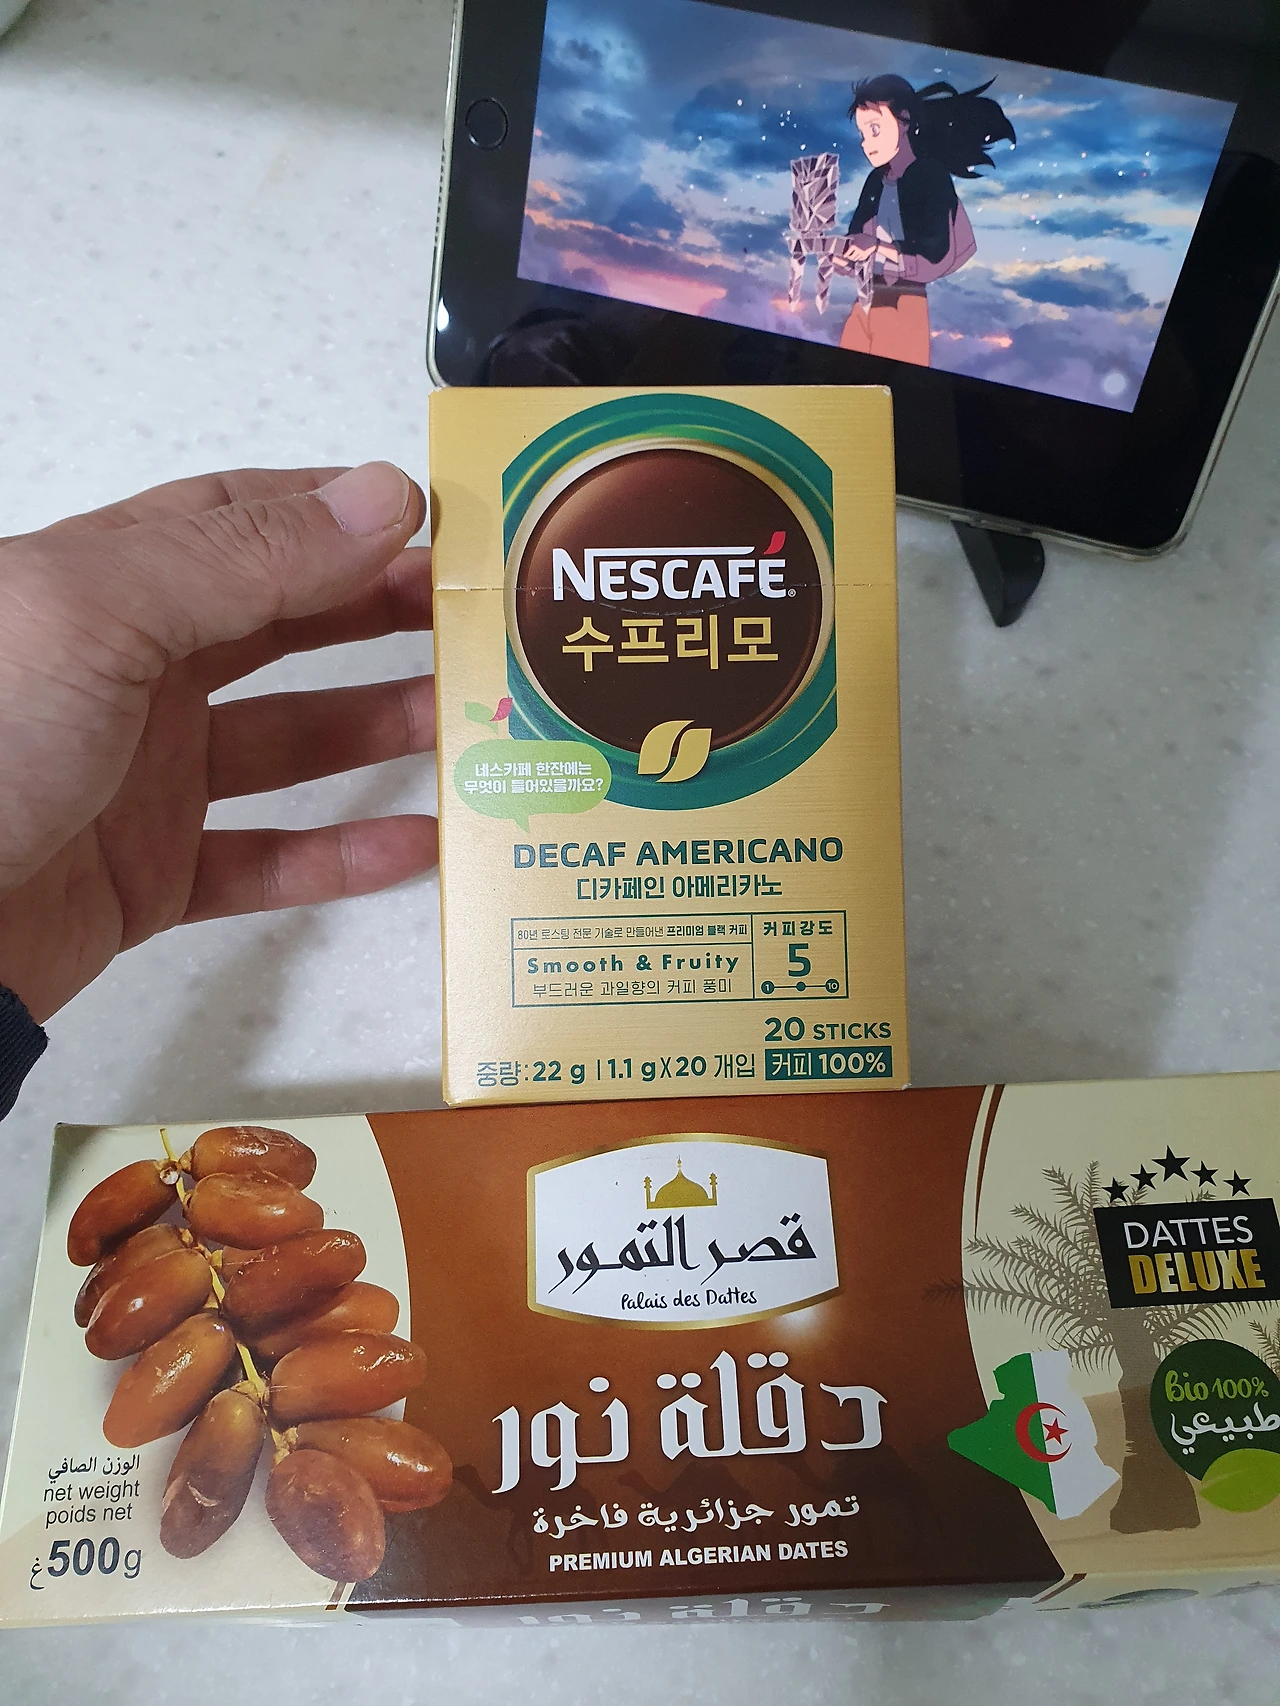 NESCAFÉ®
수프리모
네스카페 한잔에는
무엇이 들어있을까요?
DECAF AMERICANO
디카페인 아메리카노
80년 로스팅 전문 기술로 만들어낸 프리미엄 블랙 커피
Smooth & Fruity
부드러운 과일향의 커피 풍미
커피강도
5
1 10
20 STICKS
중량:22 g | 1.1 g X 20 개입
커피 100%
قصر التمور
Palais des Dattes
دقلة نور
تمور جزائرية فاخرة
PREMIUM ALGERIAN DATES
الوزن الصافي
net weight
poids net
500g غ
DATTES
DELUXE
Bio 100%
طبيعي
دقلة نور